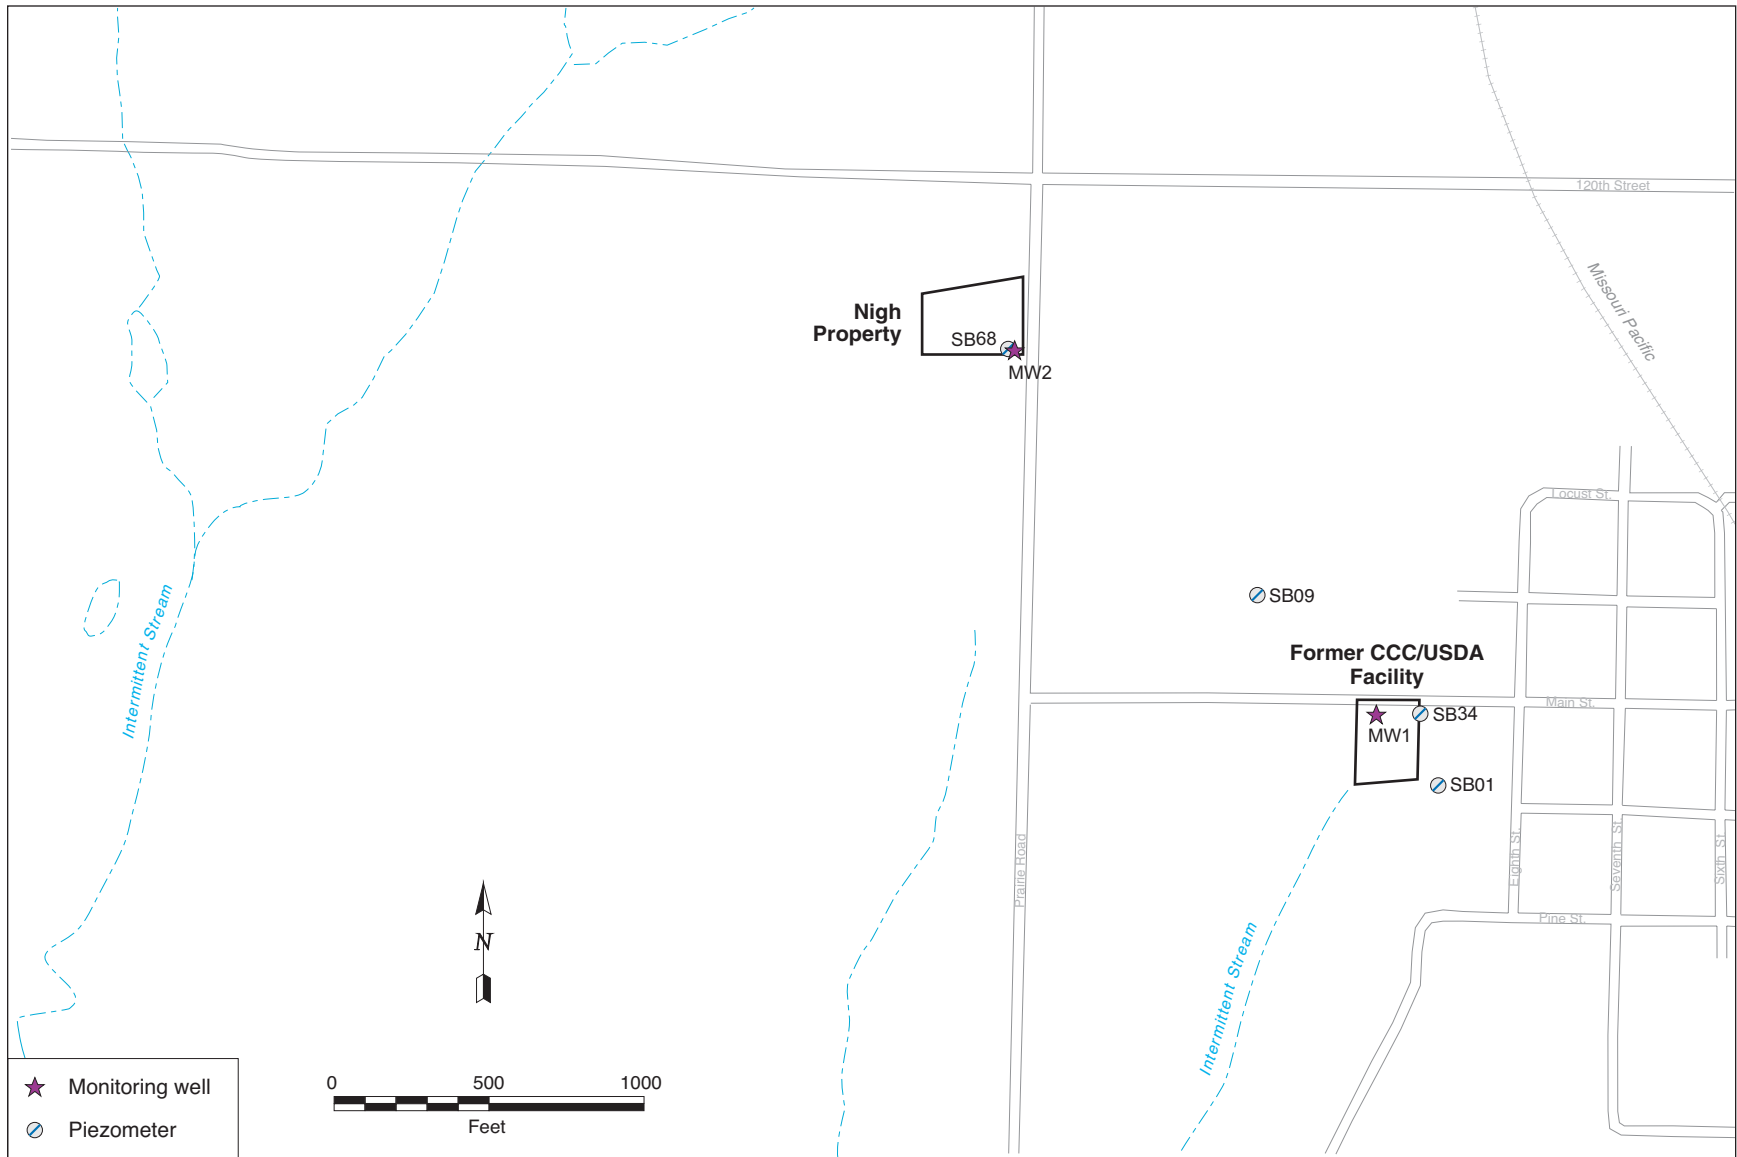 120th Street
Missouri Pacific
Nigh
Property
SB68
MW2
Locust St.
SB09
Former CCC/USDA
Facility
Main St.
SB34
MW1
SB01
Intermittent Stream
Prairie Road
Eighth St.
Seventh St.
Sixth St.
Pine St.
Intermittent Stream
N
0 500 1000
Feet
Monitoring well
Piezometer